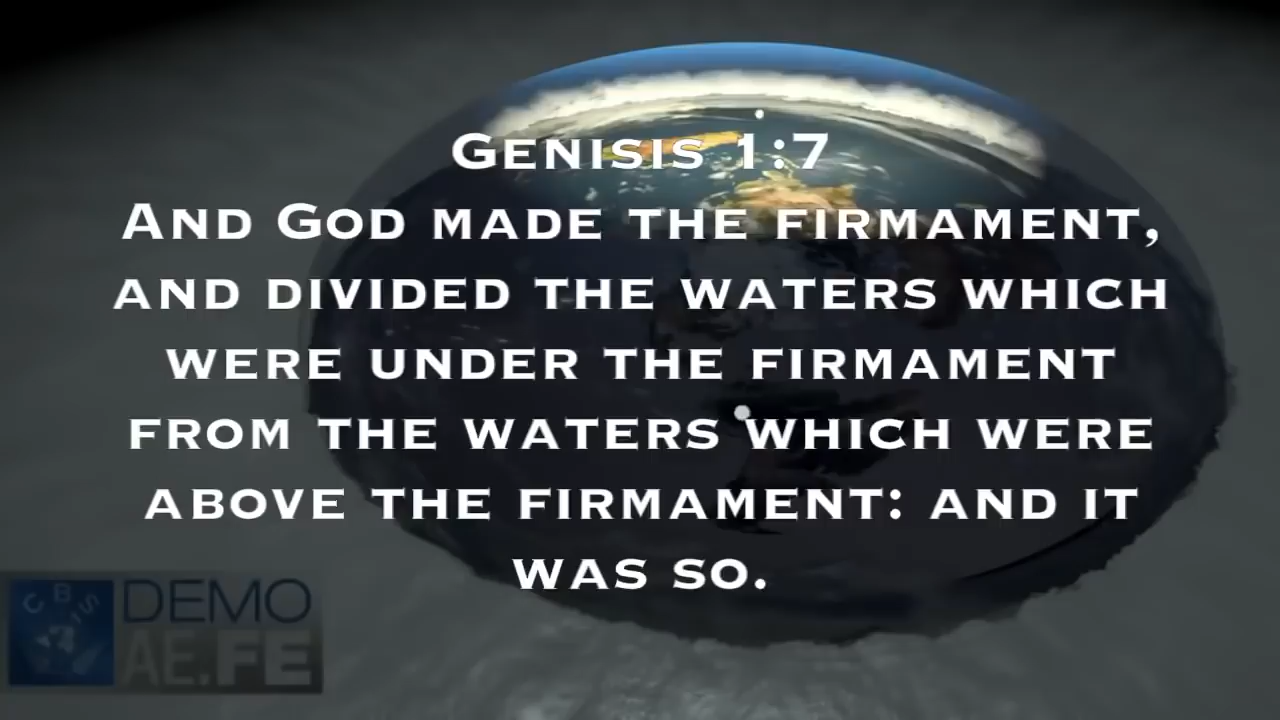 Genisis 1:7
And God made the firmament,
and divided the waters which
were under the firmament
from the waters which were
above the firmament: and it
was so.
CBS
DEMO
AE.FE